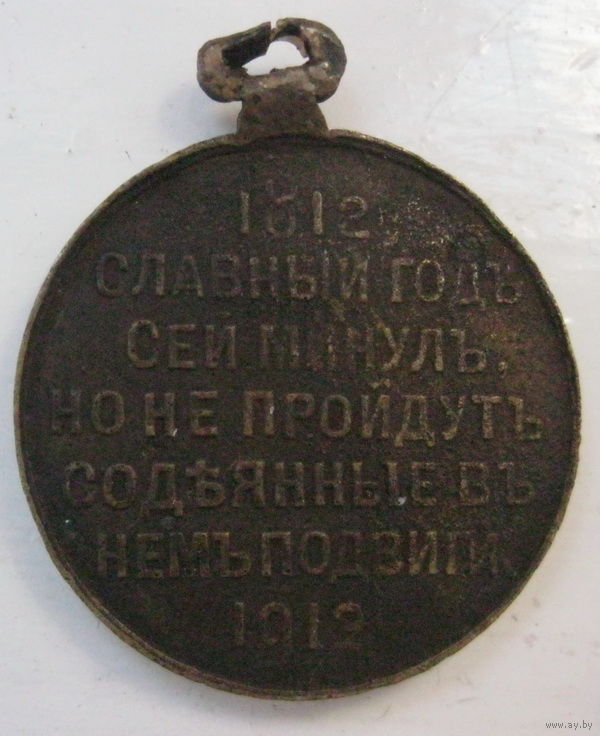 1812
СЛАВНЫЙ ГОДЪ
СЕЙ МИНУЛЪ,
НО НЕ ПРОЙДУТЪ
СОДѢЯННЫЕ ВЪ
НЕМЪ ПОДВИГИ.
1912
www.ay.by